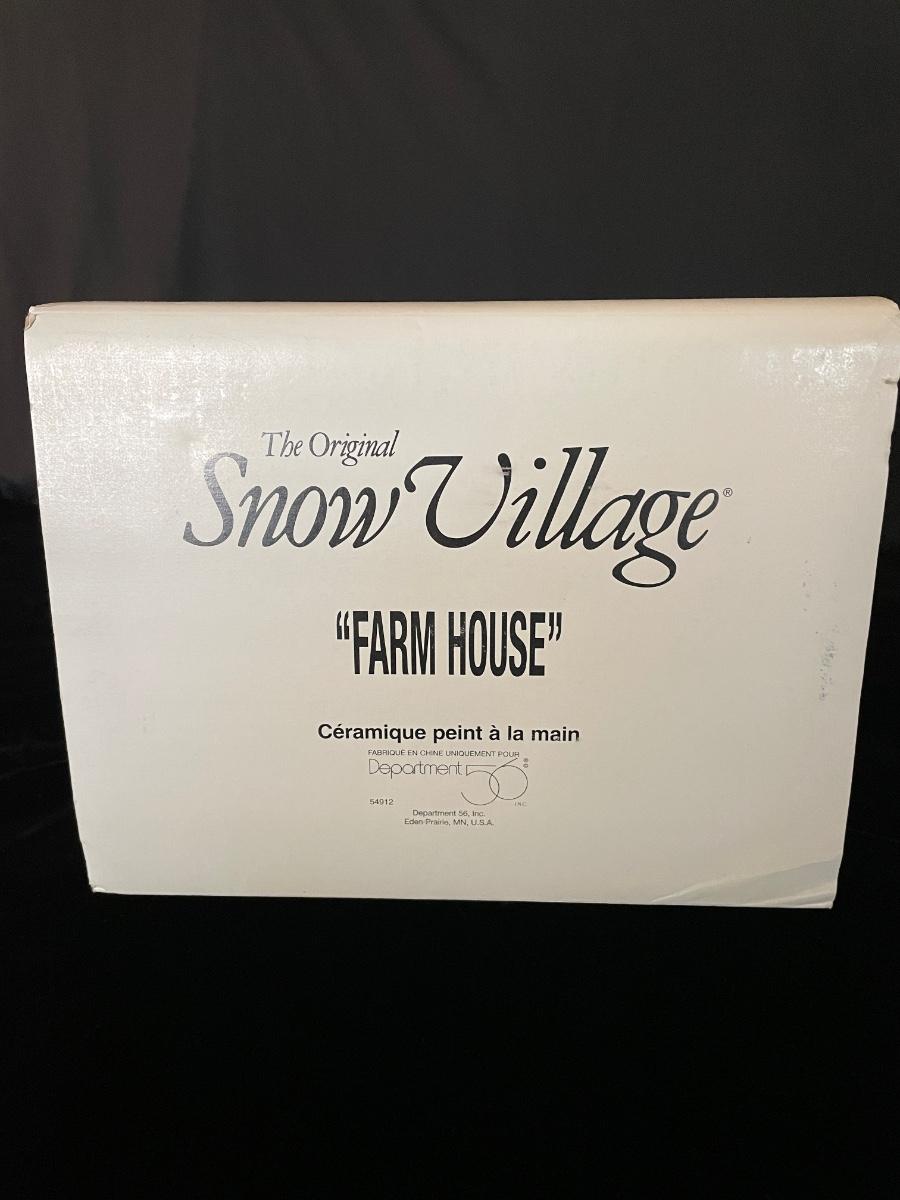 The Original
Snow Village®
“FARM HOUSE”
Céramique peint à la main
FABRIQUÉ EN CHINE UNIQUEMENT POUR
Department 56®
INC.
54912
Department 56, Inc.
Eden Prairie, MN, U.S.A.